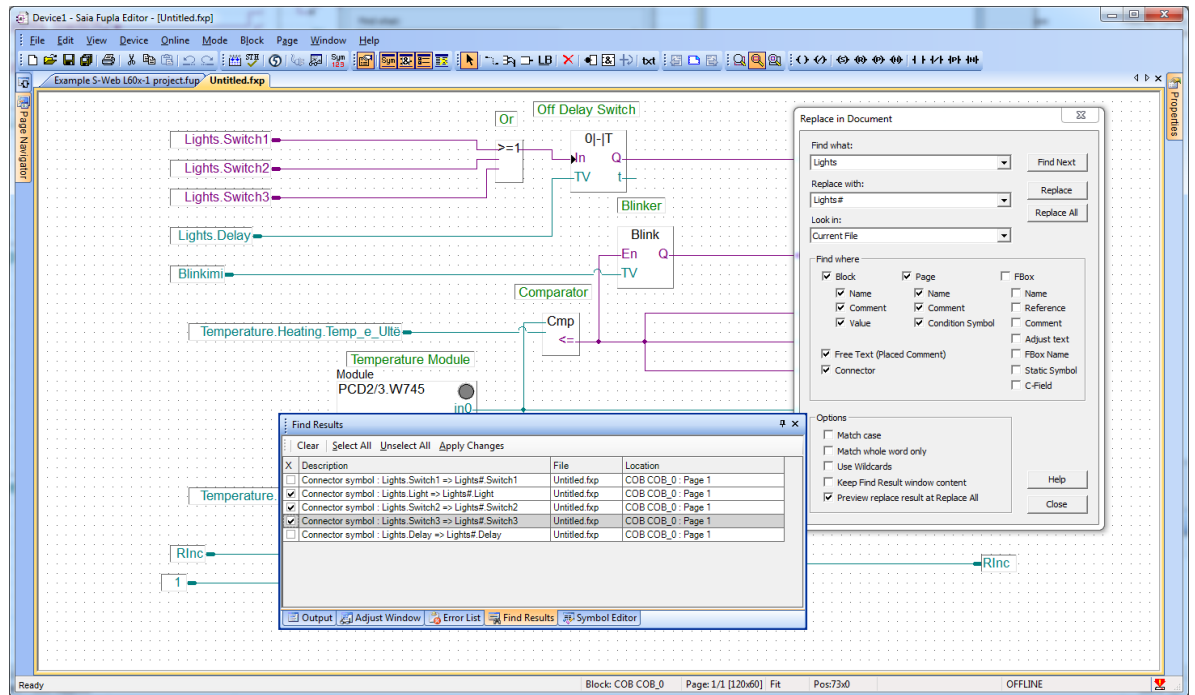 Device1 - Saia Fupla Editor - [Untitled.fxp]
File Edit View Device Online Mode Block Page Window Help
LB txt
Example S-Web L60x-1 project.fup Untitled.fxp
Page Navigator
Properties
Or
Off Delay Switch
Lights.Switch1
Lights.Switch2
Lights.Switch3
>=1
0|-|T
In Q
TV t
Lights.Delay
Blinker
Blink
En Q
TV
Blinkimi
Comparator
Cmp
<=
Temperature.Heating.Temp_e_Ulte
Temperature Module
Module
PCD2/3.W745
in0
Temperature.
RInc
1
RInc
Replace in Document
Find what:
Lights
Find Next
Replace with:
Lights#
Replace
Replace All
Look in:
Current File
Find where
Block Page FBox
Name Name Name
Comment Comment Reference
Value Condition Symbol Comment
Adjust text
Free Text (Placed Comment) FBox Name
Connector Static Symbol
C-Field
Options
Match case
Match whole word only
Use Wildcards
Keep Find Result window content
Preview replace result at Replace All
Help
Close
Find Results
Clear Select All Unselect All Apply Changes
X Description File Location
Connector symbol : Lights.Switch1 => Lights#.Switch1 Untitled.fxp COB COB_0 : Page 1
Connector symbol : Lights.Light => Lights#.Light Untitled.fxp COB COB_0 : Page 1
Connector symbol : Lights.Switch2 => Lights#.Switch2 Untitled.fxp COB COB_0 : Page 1
Connector symbol : Lights.Switch3 => Lights#.Switch3 Untitled.fxp COB COB_0 : Page 1
Connector symbol : Lights.Delay => Lights#.Delay Untitled.fxp COB COB_0 : Page 1
Output Adjust Window Error List Find Results Symbol Editor
Ready Block: COB COB_0 Page: 1/1 [120x60] Fit Pos:73x0 OFFLINE